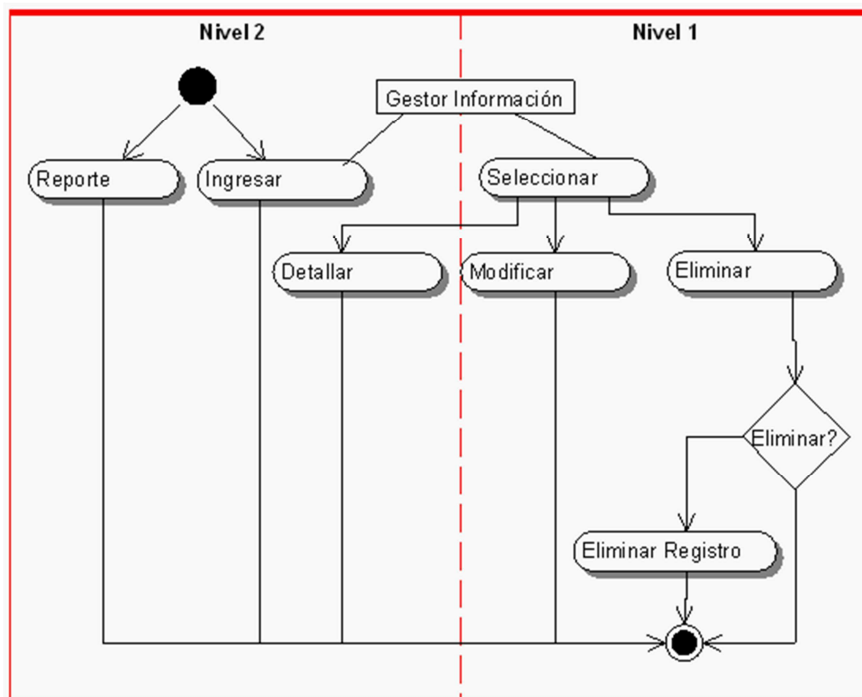 Nivel 2
Nivel 1
Gestor Información
Reporte
Ingresar
Seleccionar
Detallar
Modificar
Eliminar
Eliminar?
Eliminar Registro